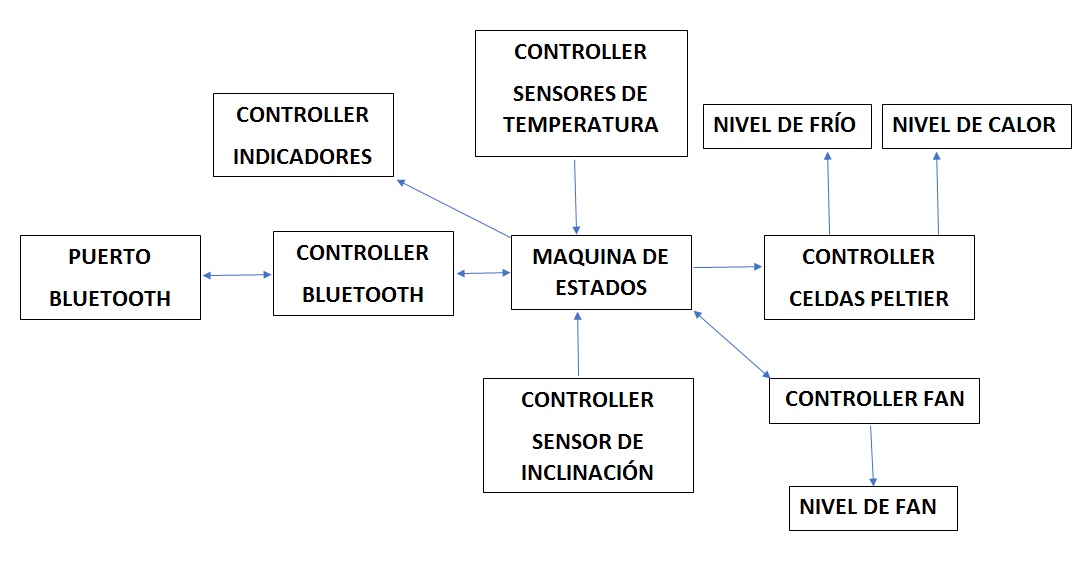 CONTROLLER
SENSORES DE
TEMPERATURA
CONTROLLER
INDICADORES
NIVEL DE FRÍO
NIVEL DE CALOR
PUERTO
BLUETOOTH
CONTROLLER
BLUETOOTH
MAQUINA DE
ESTADOS
CONTROLLER
CELDAS PELTIER
CONTROLLER
SENSOR DE
INCLINACIÓN
CONTROLLER FAN
NIVEL DE FAN